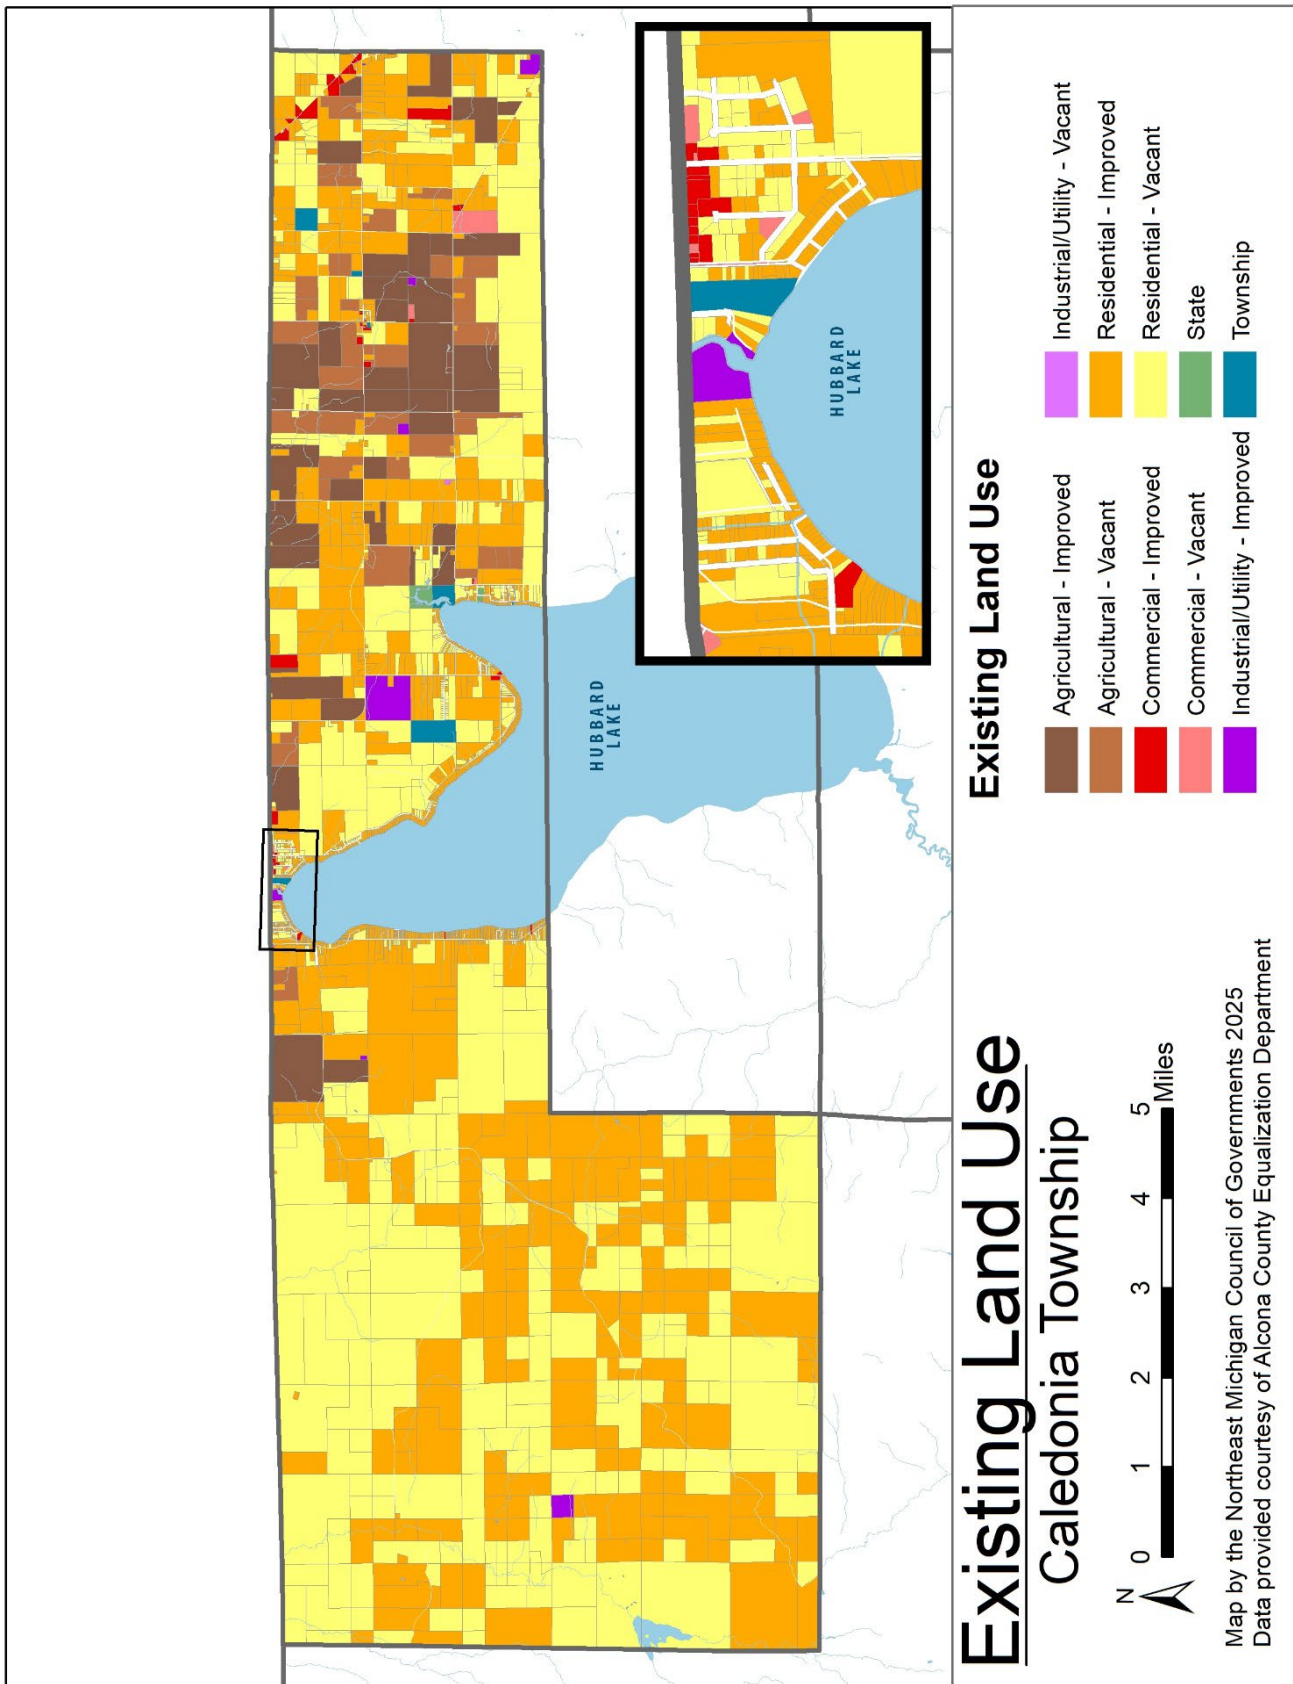 HUBBARD
LAKE
HUBBARD
LAKE
Existing Land Use
Caledonia Township
N
0 1 2 3 4 5
Miles
Map by the Northeast Michigan Council of Governments 2025
Data provided courtesy of Alcona County Equalization Department
Existing Land Use
Agricultural - Improved
Agricultural - Vacant
Commercial - Improved
Commercial - Vacant
Industrial/Utility - Improved
Industrial/Utility - Vacant
Residential - Improved
Residential - Vacant
State
Township